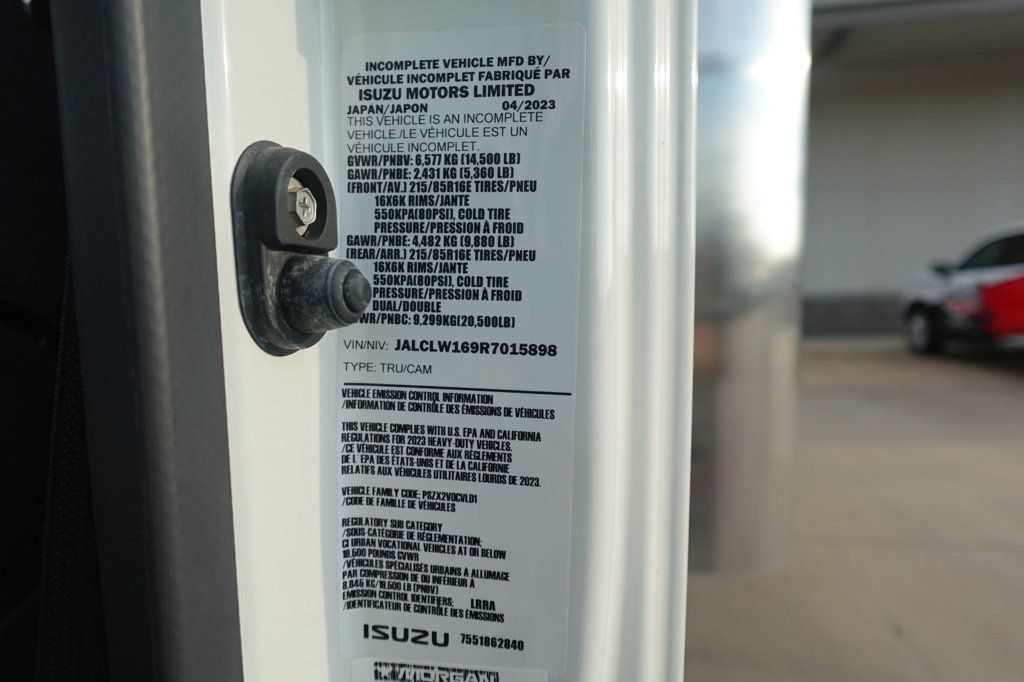 INCOMPLETE VEHICLE MFD BY/
VÉHICULE INCOMPLET FABRIQUÉ PAR
ISUZU MOTORS LIMITED
JAPAN/JAPON 04/2023
THIS VEHICLE IS AN INCOMPLETE
VEHICLE./LE VÉHICULE EST UN
VÉHICULE INCOMPLET.
GVWR/PNBV: 6,577 KG (14,500 LB)
GAWR/PNBE: 2,431 KG (5,360 LB)
(FRONT/AV.) 215/85R16E TIRES/PNEU
16X6K RIMS/JANTE
550KPA(80PSI), COLD TIRE
PRESSURE/PRESSION À FROID
GAWR/PNBE: 4,482 KG (9,880 LB)
(REAR/ARR.) 215/85R16E TIRES/PNEU
16X6K RIMS/JANTE
550KPA(80PSI), COLD TIRE
PRESSURE/PRESSION À FROID
DUAL/DOUBLE
WR/PNBC: 9,299KG(20,500LB)
VIN/NIV: JALCLW169R7015898
TYPE: TRU/CAM
VEHICLE EMISSION CONTROL INFORMATION
/INFORMATION DE CONTRÔLE DES ÉMISSIONS DE VÉHICULES
THIS VEHICLE COMPLIES WITH U.S. EPA AND CALIFORNIA
REGULATIONS FOR 2023 HEAVY-DUTY VEHICLES.
/CE VÉHICULE EST CONFORME AUX RÈGLEMENTS
DE L'EPA DES ÉTATS-UNIS ET DE LA CALIFORNIE
RELATIFS AUX VÉHICULES UTILITAIRES LOURDS DE 2023.
VEHICLE FAMILY CODE: PSZX2VOCVLD1
/CODE DE FAMILLE DE VÉHICULES
REGULATORY SUB CATEGORY
/SOUS-CATÉGORIE DE RÉGLEMENTATION:
CI URBAN VOCATIONAL VEHICLES AT OR BELOW
19,500 POUNDS GVWR
/VÉHICULES SPÉCIALISÉS URBAINS À ALLUMAGE
PAR COMPRESSION DE OU INFÉRIEUR À
8,845 KG/19,500 LB (PNBV)
EMISSION CONTROL IDENTIFIERS: LRRA
/IDENTIFICATEUR DE CONTRÔLE DES ÉMISSIONS
ISUZU 7551862840
MORGAN